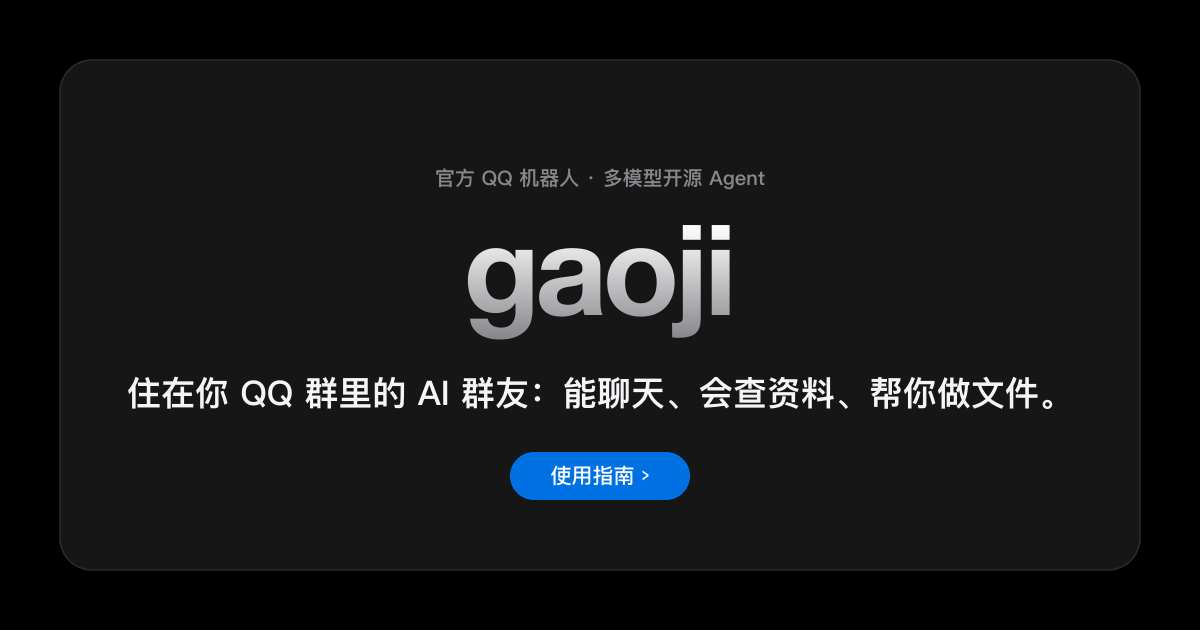 官方 QQ 机器人 · 多模型开源 Agent
gaoji
住在你 QQ 群里的 AI 群友：能聊天、会查资料、帮你做文件。
使用指南 ›